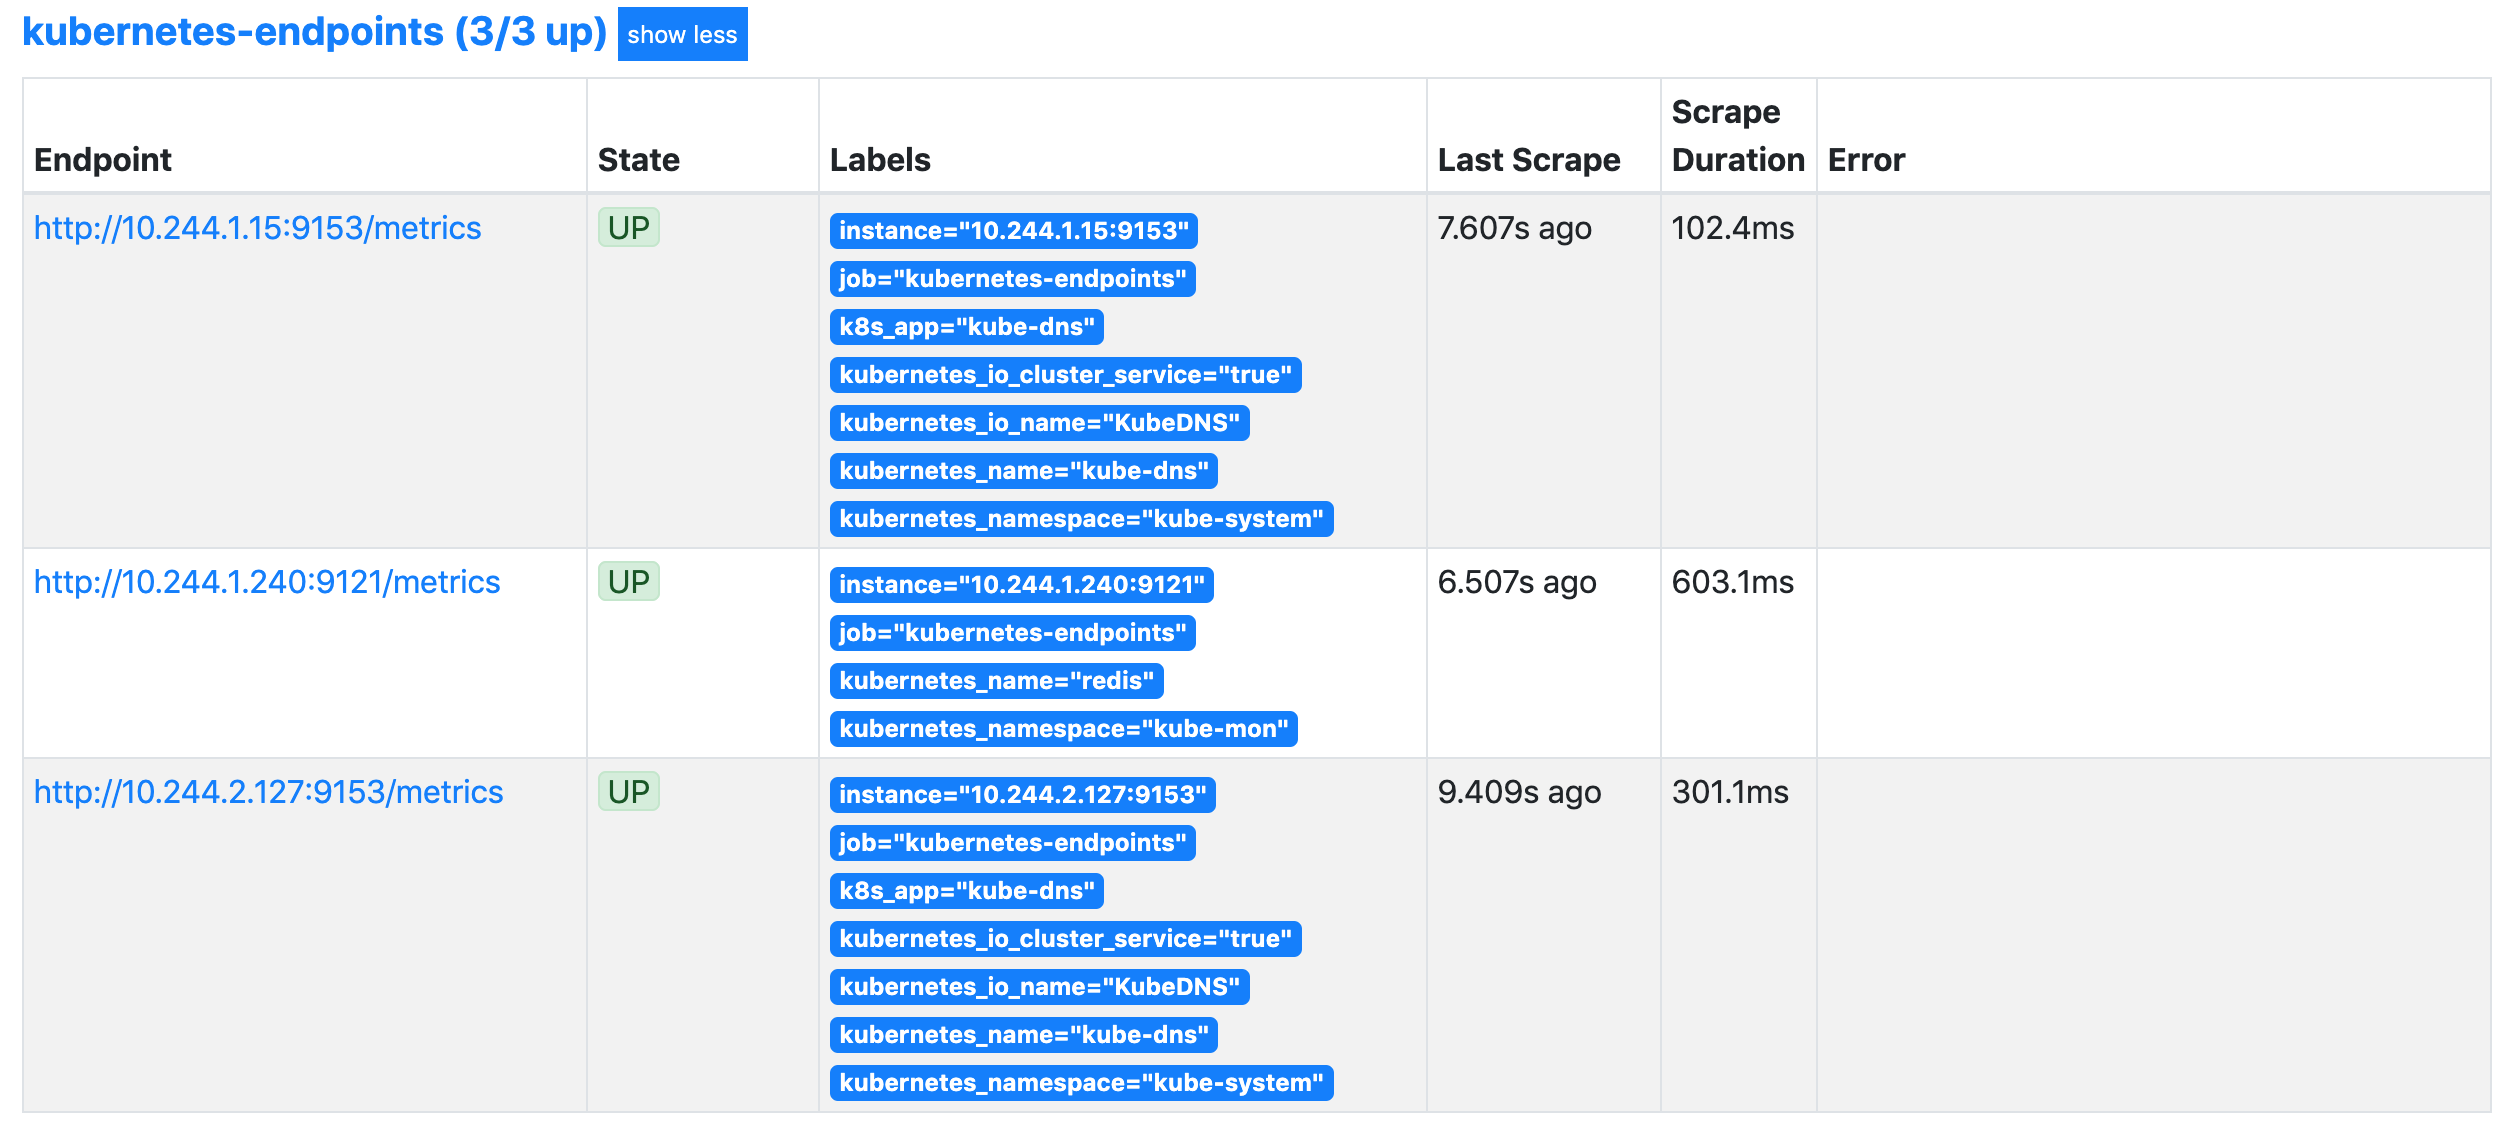 kubernetes-endpoints (3/3 up) show less
Endpoint State Labels Last Scrape Scrape Duration Error
http://10.244.1.15:9153/metrics UP instance="10.244.1.15:9153" 7.607s ago 102.4ms
job="kubernetes-endpoints"
k8s_app="kube-dns"
kubernetes_io_cluster_service="true"
kubernetes_io_name="KubeDNS"
kubernetes_name="kube-dns"
kubernetes_namespace="kube-system"
http://10.244.1.240:9121/metrics UP instance="10.244.1.240:9121" 6.507s ago 603.1ms
job="kubernetes-endpoints"
kubernetes_name="redis"
kubernetes_namespace="kube-mon"
http://10.244.2.127:9153/metrics UP instance="10.244.2.127:9153" 9.409s ago 301.1ms
job="kubernetes-endpoints"
k8s_app="kube-dns"
kubernetes_io_cluster_service="true"
kubernetes_io_name="KubeDNS"
kubernetes_name="kube-dns"
kubernetes_namespace="kube-system"